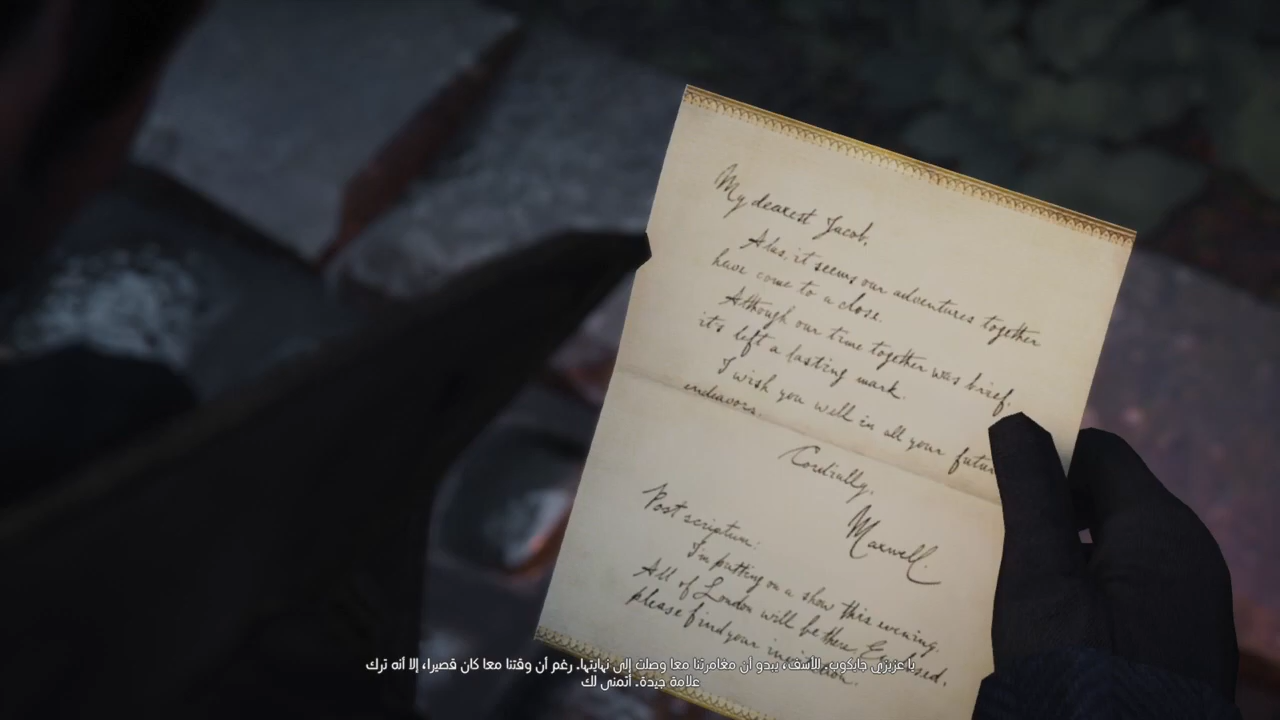 My dearest Jacob,
Alas, it seems our adventures together
have come to a close.
Although our time together was brief,
it's left a lasting mark.
I wish you well in all your future
endeavors.
Cordially,
Maxwell.
Post scriptum:
I'm putting on a show this evening.
All of London will be there. Enclosed,
please find your invitation.
يا عزيزي جايكوب. الأسف، يبدو أن مغامرتنا معا وصلت إلى نهايتها. رغم أن وقتنا معا كان قصيرا، إلا أنه ترك
علامة جيدة. أتمنى لك